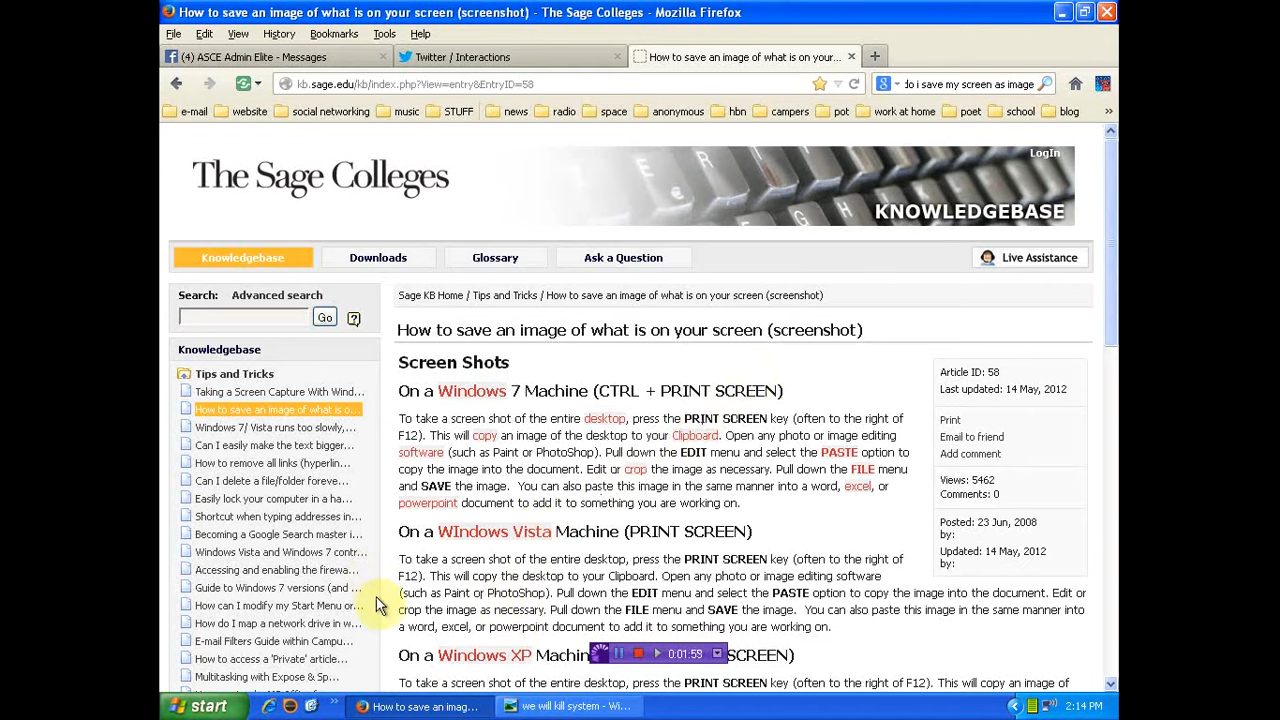 How to save an image of what is on your screen (screenshot) - The Sage Colleges - Mozilla Firefox
File Edit View History Bookmarks Tools Help
(4) ASCE Admin Elite - Messages
Twitter / Interactions
How to save an image of what is on your...
kb.sage.edu/kb/index.php?View=entry&EntryID=58
do i save my screen as image
e-mail website social networking music STUFF news radio space anonymous hbn campers pot work at home poet school blog
The Sage Colleges
LogIn
KNOWLEDGEBASE
Knowledgebase Downloads Glossary Ask a Question Live Assistance
Search: Advanced search
Go
Sage KB Home / Tips and Tricks / How to save an image of what is on your screen (screenshot)
Knowledgebase
Tips and Tricks
Taking a Screen Capture With Wind...
How to save an image of what is o...
Windows 7/ Vista runs too slowly,...
Can I easily make the text bigger...
How to remove all links (hyperlin...
Can I delete a file/folder foreve...
Easily lock your computer in a ha...
Shortcut when typing addresses in...
Becoming a Google Search master i...
Windows Vista and Windows 7 contr...
Accessing and enabling the firewa...
Guide to Windows 7 versions (and ...
How can I modify my Start Menu or...
How do I map a network drive in w...
E-mail Filters Guide within Campu...
How to access a 'Private' article...
Multitasking with Expose & Sp...
How to save an image of what is on your screen (screenshot)
Screen Shots
On a Windows 7 Machine (CTRL + PRINT SCREEN)
To take a screen shot of the entire desktop, press the PRINT SCREEN key (often to the right of
F12). This will copy an image of the desktop to your Clipboard. Open any photo or image editing
software (such as Paint or PhotoShop). Pull down the EDIT menu and select the PASTE option to
copy the image into the document. Edit or crop the image as necessary. Pull down the FILE menu
and SAVE the image. You can also paste this image in the same manner into a word, excel, or
powerpoint document to add it to something you are working on.
On a WIndows Vista Machine (PRINT SCREEN)
To take a screen shot of the entire desktop, press the PRINT SCREEN key (often to the right of
F12). This will copy the desktop to your Clipboard. Open any photo or image editing software
(such as Paint or PhotoShop). Pull down the EDIT menu and select the PASTE option to copy the image into the document. Edit or
crop the image as necessary. Pull down the FILE menu and SAVE the image. You can also paste this image in the same manner into
a word, excel, or powerpoint document to add it to something you are working on.
On a Windows XP Machin SCREEN)
To take a screen shot of the entire desktop, press the PRINT SCREEN key (often to the right of F12). This will copy an image of
Article ID: 58
Last updated: 14 May, 2012
Print
Email to friend
Add comment
Views: 5462
Comments: 0
Posted: 23 Jun, 2008
by:
Updated: 14 May, 2012
by:
0:01:58
start
How to save an imag...
we will kill system - Wi...
2:14 PM